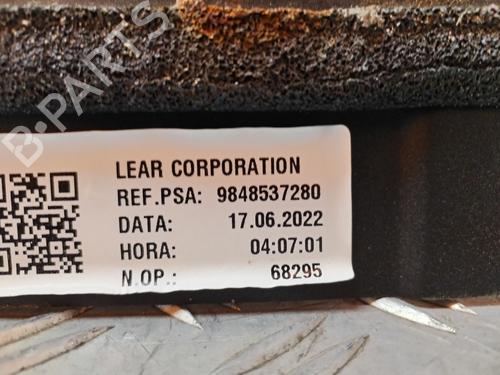 B-PARTS
LEAR CORPORATION
REF.PSA: 9848537280
DATA: 17.06.2022
HORA: 04:07:01
N.OP.: 68295